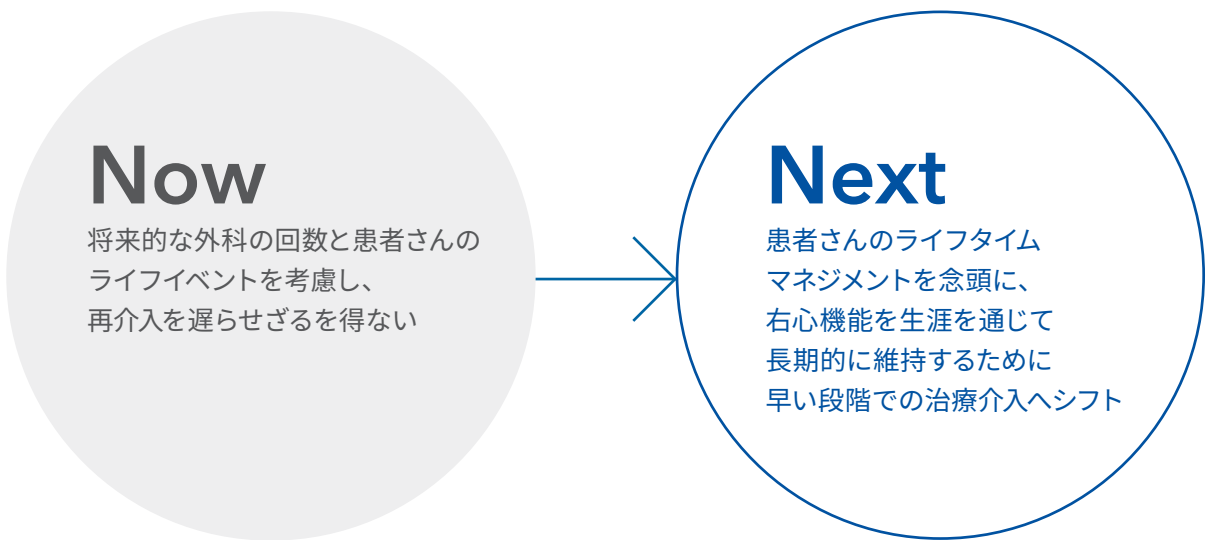 Now
将来的な外科の回数と患者さんの
ライフイベントを考慮し、
再介入を遅らせざるを得ない
Next
患者さんのライフタイム
マネジメントを念頭に、
右心機能を生涯を通じて
長期的に維持するために
早い段階での治療介入へシフト